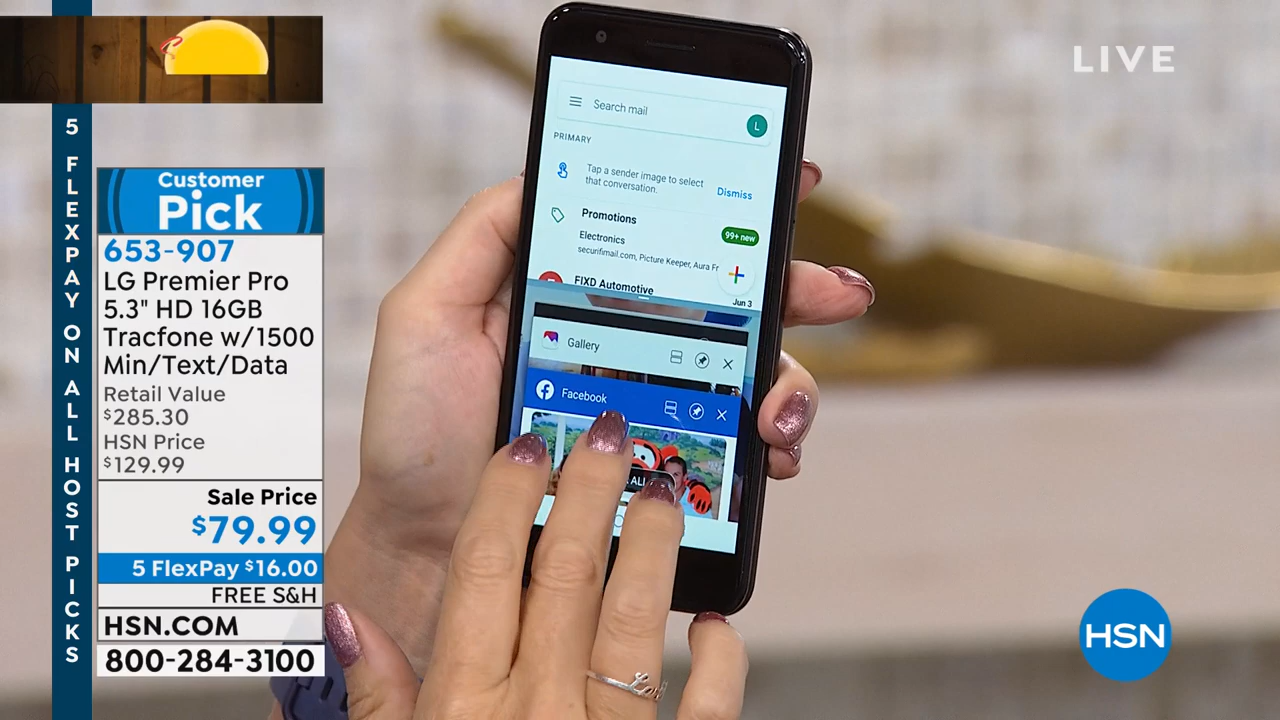 LIVE
5 FLEXPAY ON ALL HOST PICKS
Customer
Pick
653-907
LG Premier Pro
5.3" HD 16GB
Tracfone w/1500
Min/Text/Data
Retail Value
$285.30
HSN Price
$129.99
Sale Price
$79.99
5 FlexPay $16.00
FREE S&H
HSN.COM
800-284-3100
Search mail
L
PRIMARY
Tap a sender image to select
that conversation.
Dismiss
Promotions
99+ new
Electronics
securifimail.com, Picture Keeper, Aura Fr
FIXD Automotive
Jun 3
Gallery
Facebook
ALL
HSN